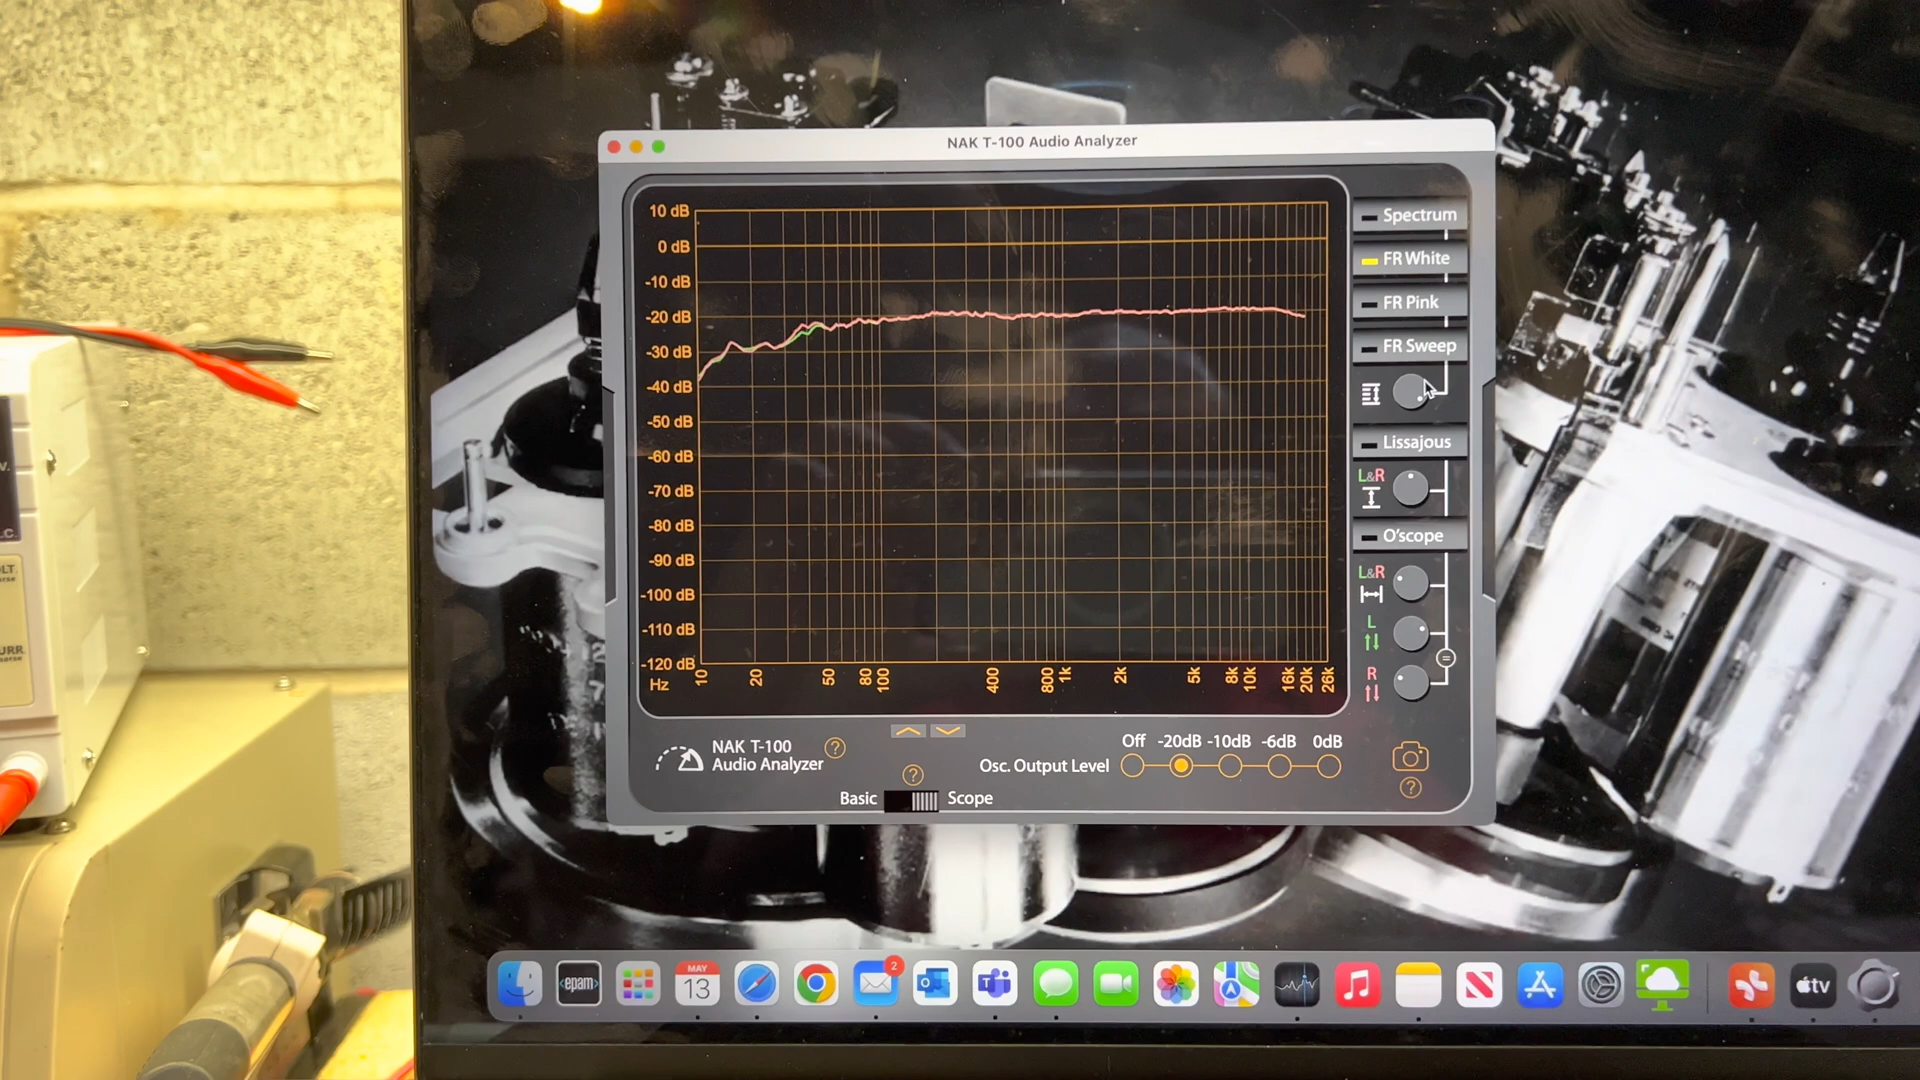 NAK T-100 Audio Analyzer
10 dB
0 dB
-10 dB
-20 dB
-30 dB
-40 dB
-50 dB
-60 dB
-70 dB
-80 dB
-90 dB
-100 dB
-110 dB
-120 dB
Hz 10 20 50 80 100 400 800 1k 2k 5k 8k 10k 16k 20k 26k
Spectrum
FR White
FR Pink
FR Sweep
Lissajous
L&R
O'scope
L&R
L
R
NAK T-100
Audio Analyzer
?
?
Basic
Scope
Off -20dB -10dB -6dB 0dB
Osc. Output Level
?
V.
.C.
URR.
MAY
13
<epam>
2
tv